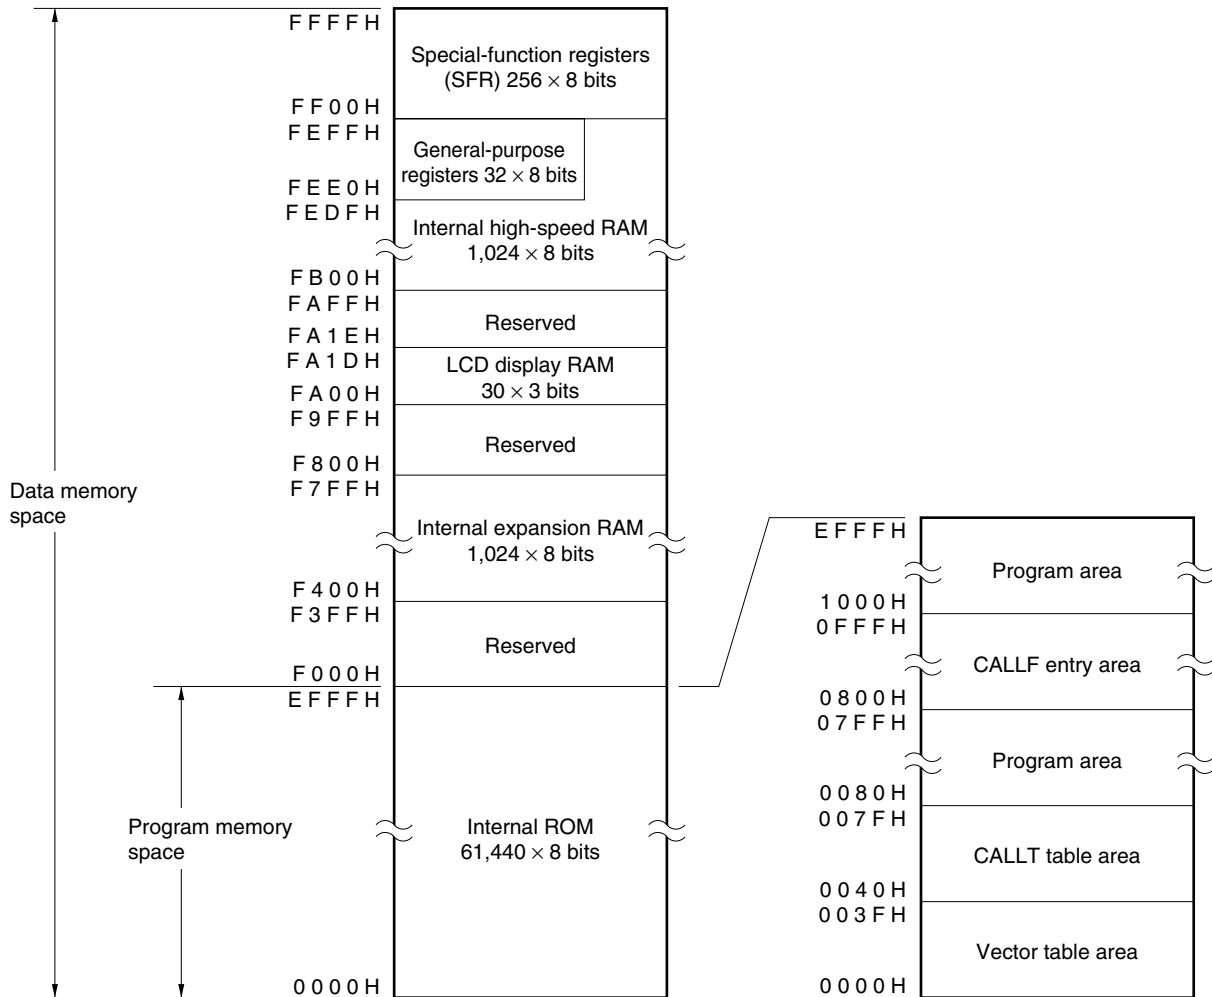 FFFFH
Special-function registers
(SFR) 256 × 8 bits
FF00H
FEFFH
General-purpose
registers 32 × 8 bits
FEE0H
FEDFH
Internal high-speed RAM
1,024 × 8 bits
FB00H
FAFFH
Reserved
FA1EH
FA1DH
LCD display RAM
30 × 3 bits
FA00H
F9FFH
Reserved
F800H
F7FFH
Data memory
space
Internal expansion RAM
1,024 × 8 bits
F400H
F3FFH
Reserved
F000H
EFFFH
Program memory
space
Internal ROM
61,440 × 8 bits
0000H
EFFFH
Program area
1000H
0FFFH
CALLF entry area
0800H
07FFH
Program area
0080H
007FH
CALLT table area
0040H
003FH
Vector table area
0000H